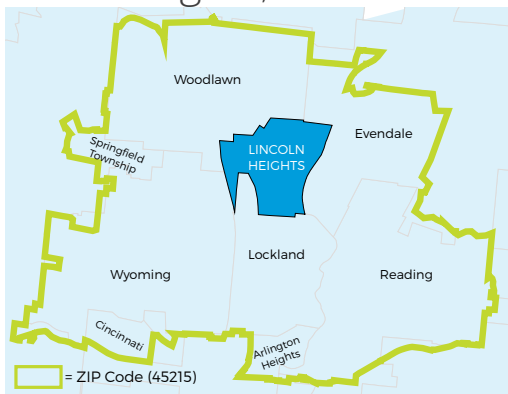 Woodlawn
Evendale
LINCOLN
HEIGHTS
Springfield
Township
Lockland
Wyoming
Reading
Cincinnati
Arlington
Heights
= ZIP Code (45215)